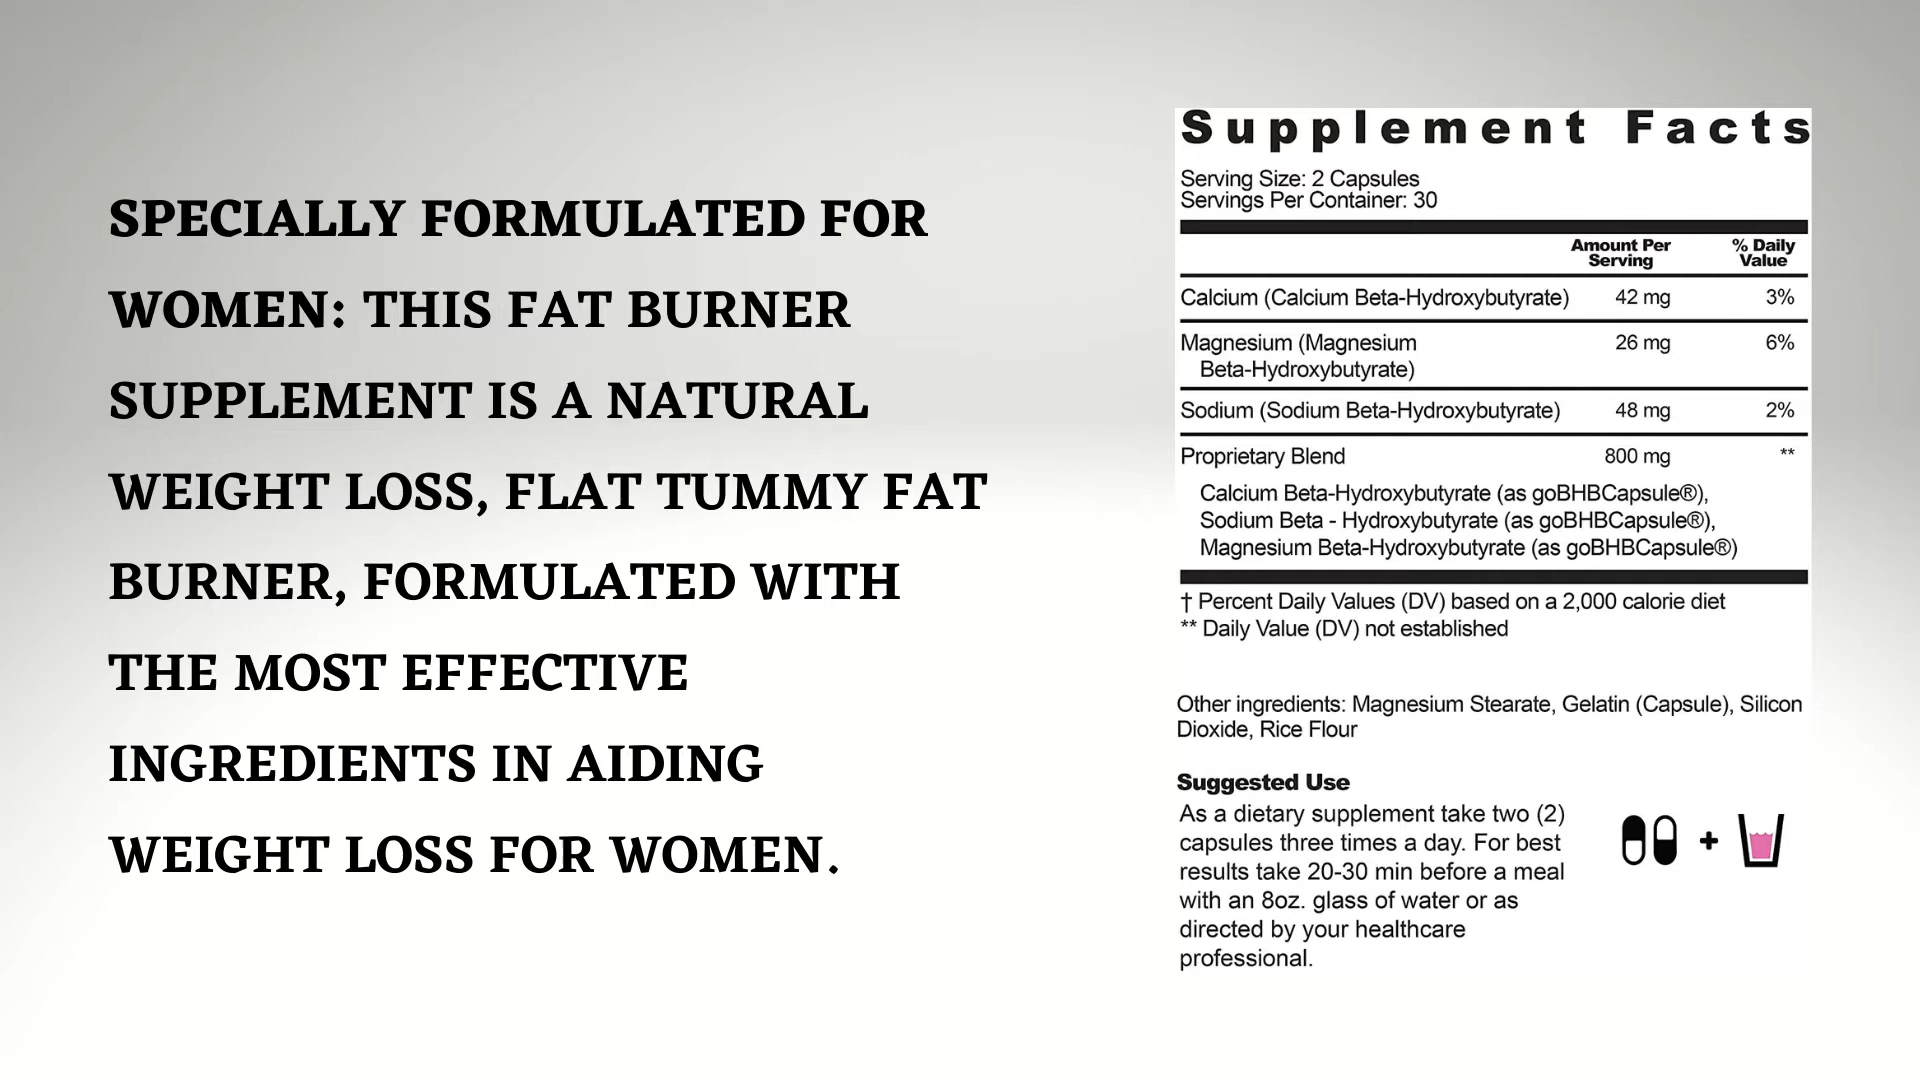 SPECIALLY FORMULATED FOR
WOMEN: THIS FAT BURNER
SUPPLEMENT IS A NATURAL
WEIGHT LOSS, FLAT TUMMY FAT
BURNER, FORMULATED WITH
THE MOST EFFECTIVE
INGREDIENTS IN AIDING
WEIGHT LOSS FOR WOMEN.
Supplement Facts
Serving Size: 2 Capsules
Servings Per Container: 30
Amount Per Serving % Daily Value
Calcium (Calcium Beta-Hydroxybutyrate) 42 mg 3%
Magnesium (Magnesium 26 mg 6%
Beta-Hydroxybutyrate)
Sodium (Sodium Beta-Hydroxybutyrate) 48 mg 2%
Proprietary Blend 800 mg **
Calcium Beta-Hydroxybutyrate (as goBHBCapsule®),
Sodium Beta - Hydroxybutyrate (as goBHBCapsule®),
Magnesium Beta-Hydroxybutyrate (as goBHBCapsule®)
† Percent Daily Values (DV) based on a 2,000 calorie diet
** Daily Value (DV) not established
Other ingredients: Magnesium Stearate, Gelatin (Capsule), Silicon
Dioxide, Rice Flour
Suggested Use
As a dietary supplement take two (2)
capsules three times a day. For best
results take 20-30 min before a meal
with an 8oz. glass of water or as
directed by your healthcare
professional.
+